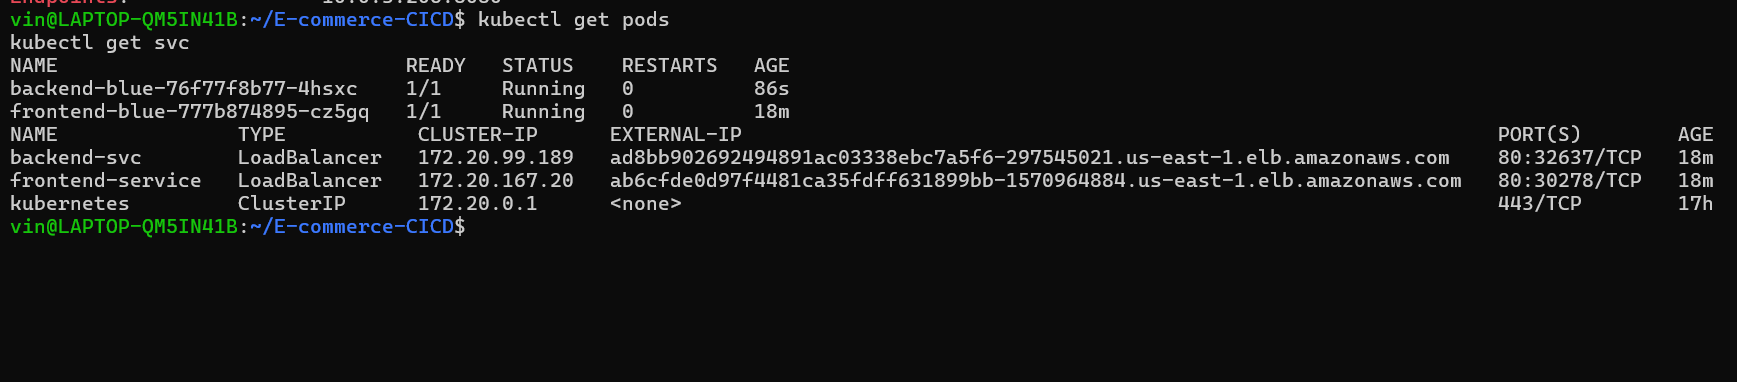 vin@LAPTOP-QM5IN41B:~/E-commerce-CICD$ kubectl get pods
kubectl get svc
NAME                             READY   STATUS    RESTARTS   AGE
backend-blue-76f77f8b77-4hsxc    1/1     Running   0          86s
frontend-blue-777b874895-cz5gq   1/1     Running   0          18m
NAME               TYPE           CLUSTER-IP      EXTERNAL-IP                                                               PORT(S)        AGE
backend-svc        LoadBalancer   172.20.99.189   ad8bb902692494891ac03338ebc7a5f6-297545021.us-east-1.elb.amazonaws.com    80:32637/TCP   18m
frontend-service   LoadBalancer   172.20.167.20   ab6cfde0d97f4481ca35fdff631899bb-1570964884.us-east-1.elb.amazonaws.com   80:30278/TCP   18m
kubernetes         ClusterIP      172.20.0.1      <none>                                                                    443/TCP        17h
vin@LAPTOP-QM5IN41B:~/E-commerce-CICD$